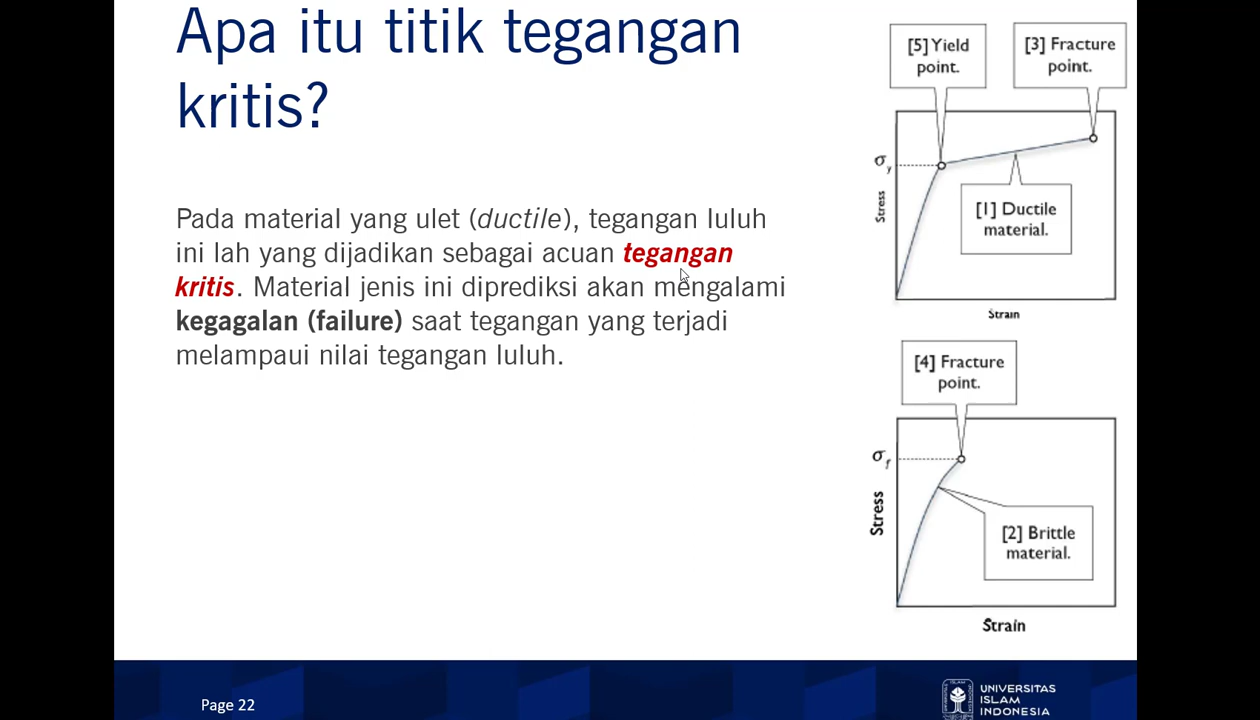 Apa itu titik tegangan
kritis?
Pada material yang ulet (ductile), tegangan luluh
ini lah yang dijadikan sebagai acuan tegangan
kritis. Material jenis ini diprediksi akan mengalami
kegagalan (failure) saat tegangan yang terjadi
melampaui nilai tegangan luluh.
[5] Yield
point.
[3] Fracture
point.
σy
Stress
[1] Ductile
material.
Strain
[4] Fracture
point.
σf
Stress
[2] Brittle
material.
Strain
Page 22
UNIVERSITAS
ISLAM
INDONESIA